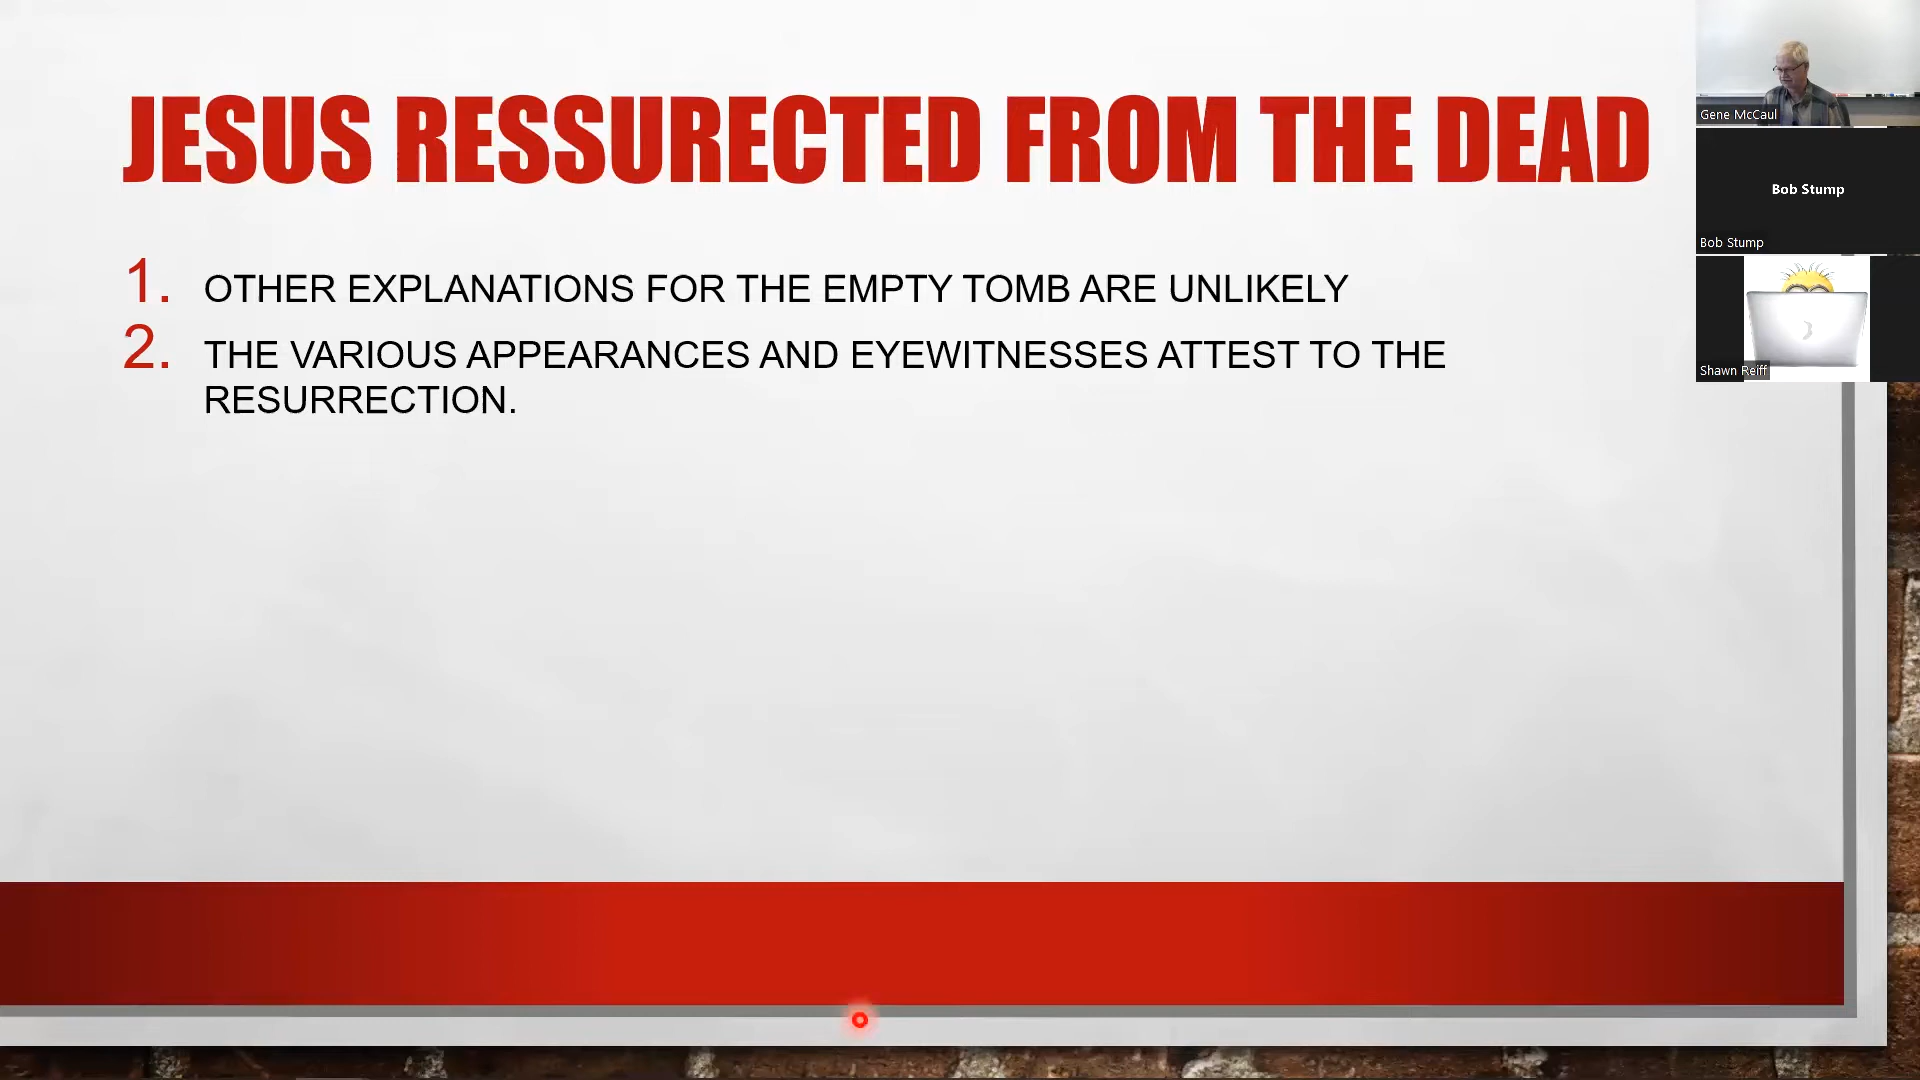 JESUS RESSURECTED FROM THE DEAD
1. OTHER EXPLANATIONS FOR THE EMPTY TOMB ARE UNLIKELY
2. THE VARIOUS APPEARANCES AND EYEWITNESSES ATTEST TO THE
RESURRECTION.
Gene McCaul
Bob Stump
Bob Stump
Shawn Reiff